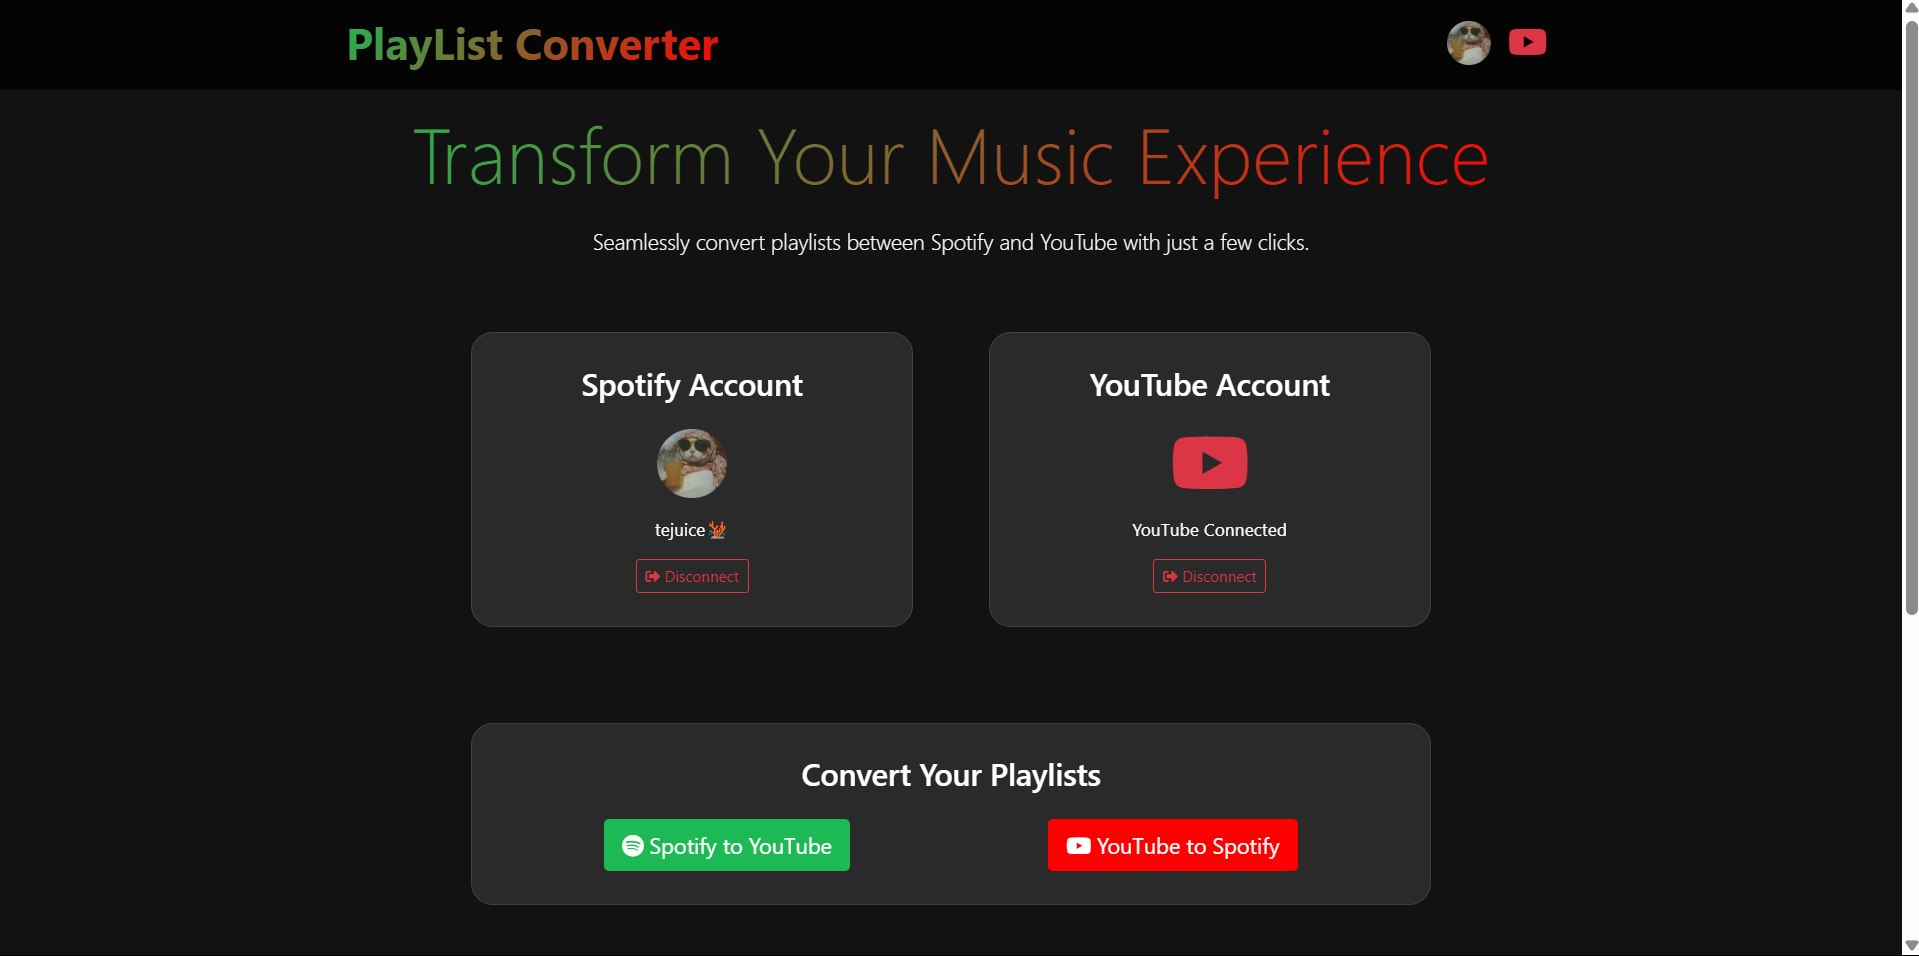 PlayList Converter
Transform Your Music Experience
Seamlessly convert playlists between Spotify and YouTube with just a few clicks.
Spotify Account
tejuice🪸
Disconnect
YouTube Account
YouTube Connected
Disconnect
Convert Your Playlists
Spotify to YouTube
YouTube to Spotify